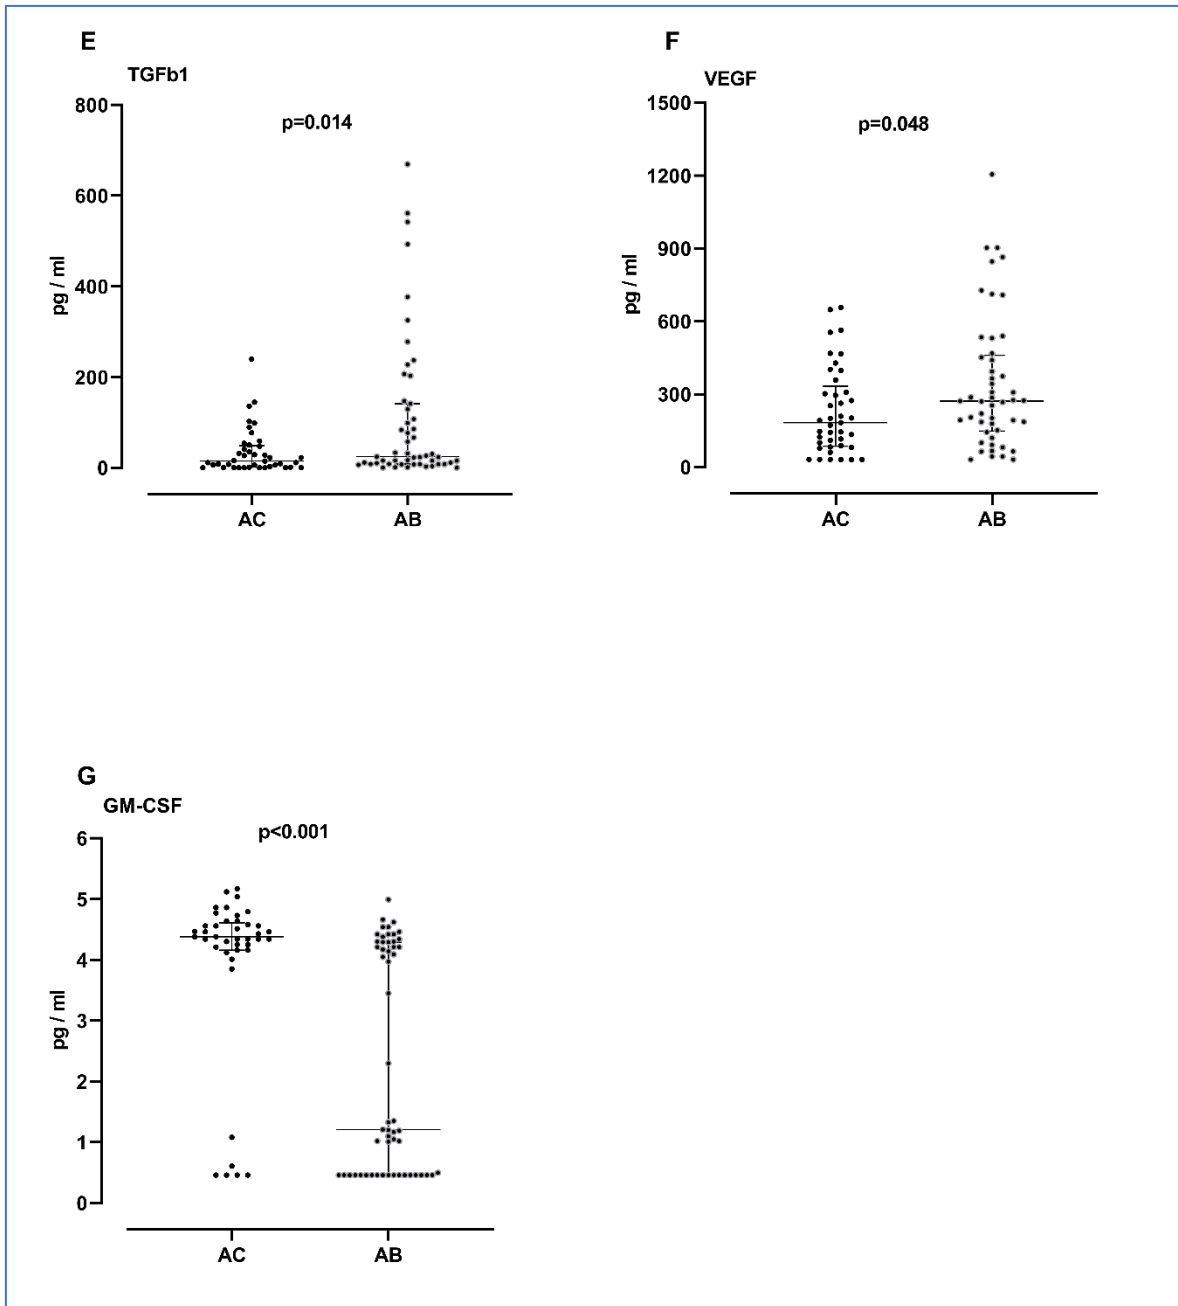 E
TGFb1
p=0.014
800
600
400
200
0
pg / ml
AC AB
F
VEGF
p=0.048
1500
1200
900
600
300
0
pg / ml
AC AB
G
GM-CSF
p<0.001
6
5
4
3
2
1
0
pg / ml
AC AB